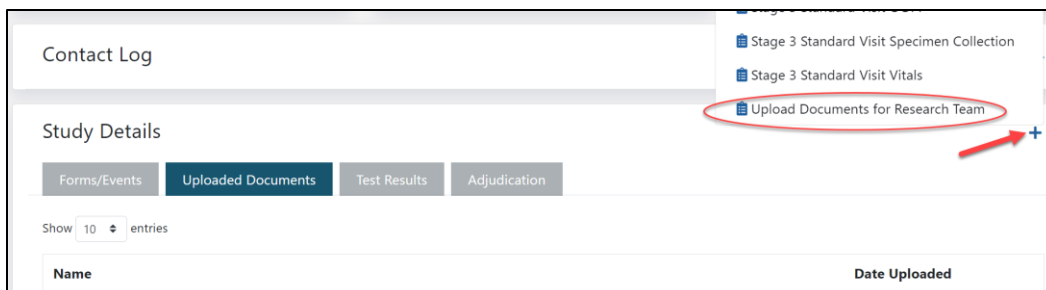 Stage 3 Standard Visit Specimen Collection
Contact Log
Stage 3 Standard Visit Vitals
Upload Documents for Research Team
Study Details
+
Forms/Events Uploaded Documents Test Results Adjudication
Show 10 entries
Name Date Uploaded